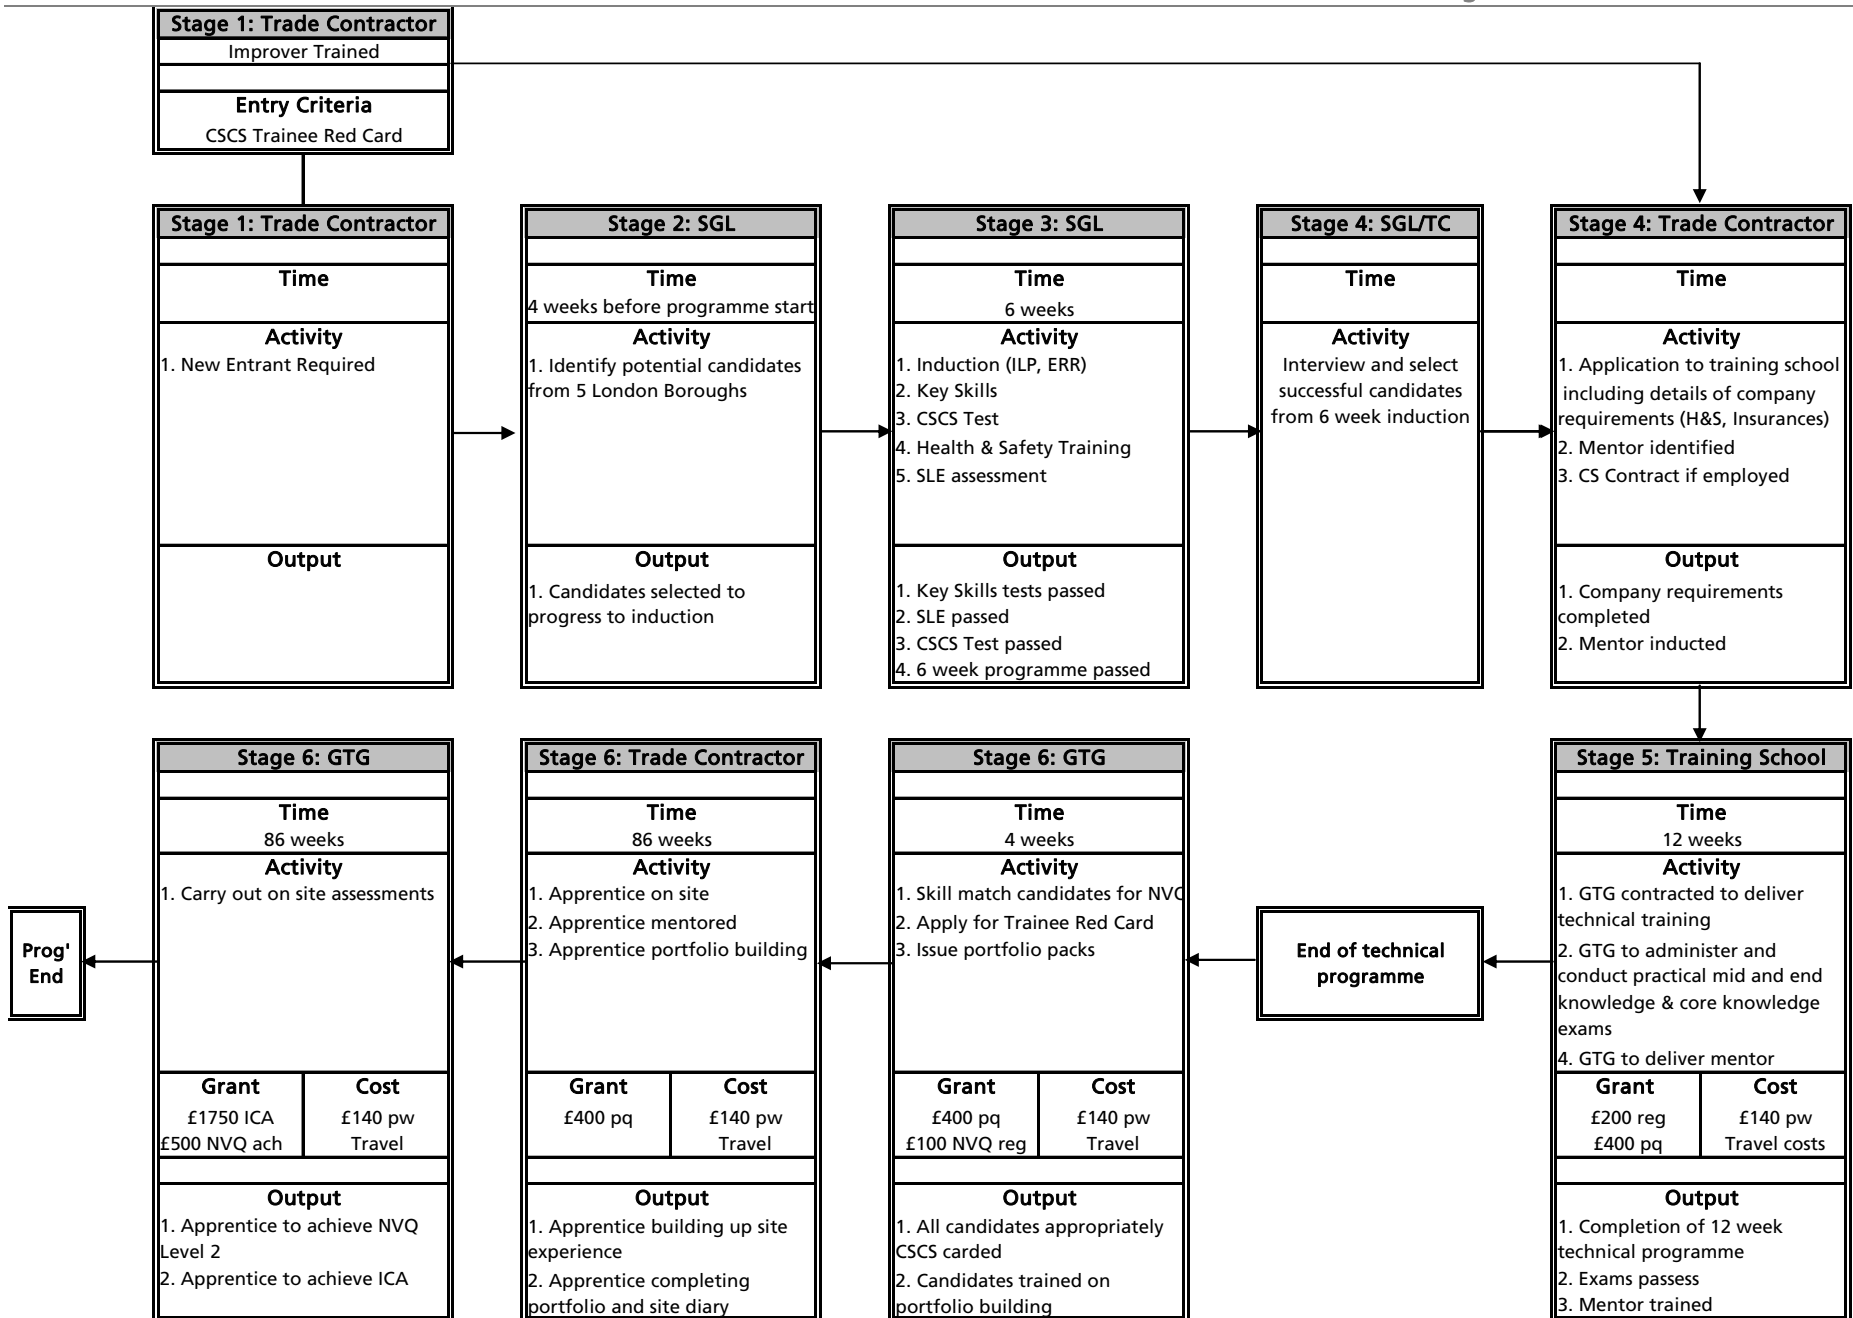 Stage 1: Trade Contractor
Improver Trained
Entry Criteria
CSCS Trainee Red Card
Stage 1: Trade Contractor
Time
Activity
1. New Entrant Required
Output
Stage 2: SGL
Time
4 weeks before programme start
Activity
1. Identify potential candidates
from 5 London Boroughs
Output
1. Candidates selected to
progress to induction
Stage 3: SGL
Time
6 weeks
Activity
1. Induction (ILP, ERR)
2. Key Skills
3. CSCS Test
4. Health & Safety Training
5. SLE assessment
Output
1. Key Skills tests passed
2. SLE passed
3. CSCS Test passed
4. 6 week programme passed
Stage 4: SGL/TC
Time
Activity
Interview and select
successful candidates
from 6 week induction
Stage 4: Trade Contractor
Time
Activity
1. Application to training school
including details of company
requirements (H&S, Insurances)
2. Mentor identified
3. CS Contract if employed
Output
1. Company requirements
completed
2. Mentor inducted
Stage 5: Training School
Time
12 weeks
Activity
1. GTG contracted to deliver
technical training
2. GTG to administer and
conduct practical mid and end
knowledge & core knowledge
exams
4. GTG to deliver mentor
Grant Cost
£200 reg £140 pw
£400 pq Travel costs
Output
1. Completion of 12 week
technical programme
2. Exams passess
3. Mentor trained
End of technical
programme
Stage 6: GTG
Time
4 weeks
Activity
1. Skill match candidates for NVQ
2. Apply for Trainee Red Card
3. Issue portfolio packs
Grant Cost
£400 pq £140 pw
£100 NVQ reg Travel
Output
1. All candidates appropriately
CSCS carded
2. Candidates trained on
portfolio building
Stage 6: Trade Contractor
Time
86 weeks
Activity
1. Apprentice on site
2. Apprentice mentored
3. Apprentice portfolio building
Grant Cost
£400 pq £140 pw
Travel
Output
1. Apprentice building up site
experience
2. Apprentice completing
portfolio and site diary
Stage 6: GTG
Time
86 weeks
Activity
1. Carry out on site assessments
Grant Cost
£1750 ICA £140 pw
£500 NVQ ach Travel
Output
1. Apprentice to achieve NVQ
Level 2
2. Apprentice to achieve ICA
Prog'
End